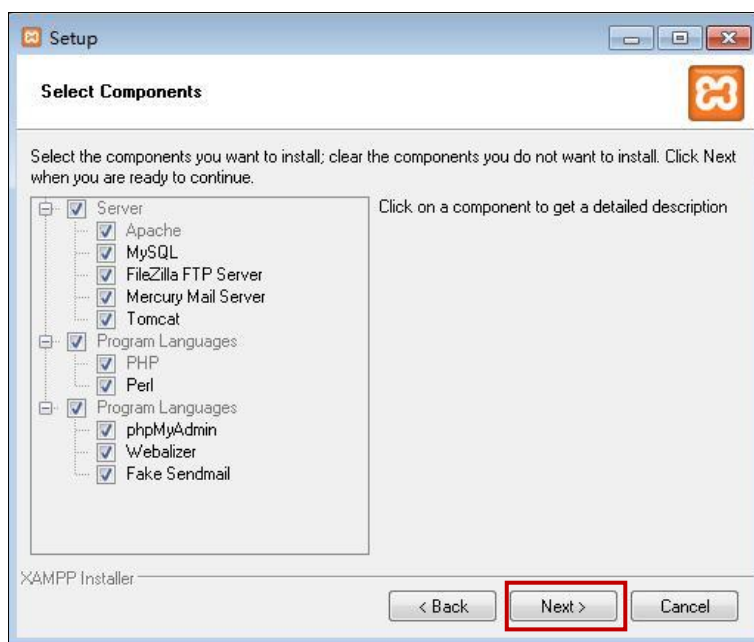 Setup
Select Components
Select the components you want to install; clear the components you do not want to install. Click Next
when you are ready to continue.
Server
Apache
MySQL
FileZilla FTP Server
Mercury Mail Server
Tomcat
Program Languages
PHP
Perl
Program Languages
phpMyAdmin
Webalizer
Fake Sendmail
Click on a component to get a detailed description
XAMPP Installer
< Back Next > Cancel